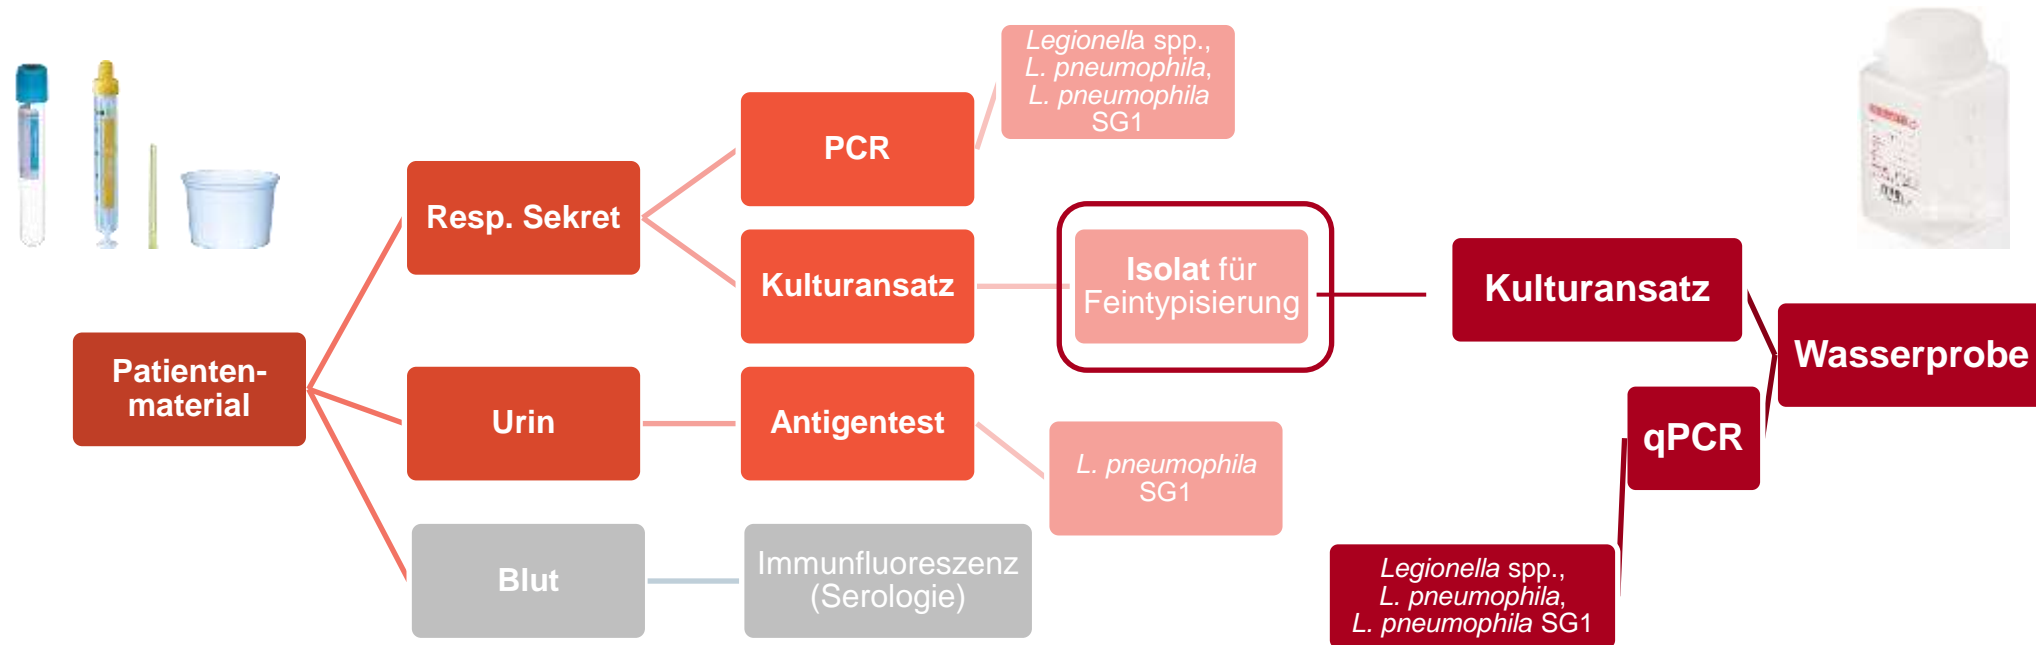 Legionella spp.,
L. pneumophila,
L. pneumophila
SG1
PCR
Resp. Sekret
Kulturansatz
Isolat für
Feintypisierung
Kulturansatz
Wasserprobe
Patienten-
material
Urin
Antigentest
L. pneumophila
SG1
qPCR
Blut
Immunfluoreszenz
(Serologie)
Legionella spp.,
L. pneumophila,
L. pneumophila SG1